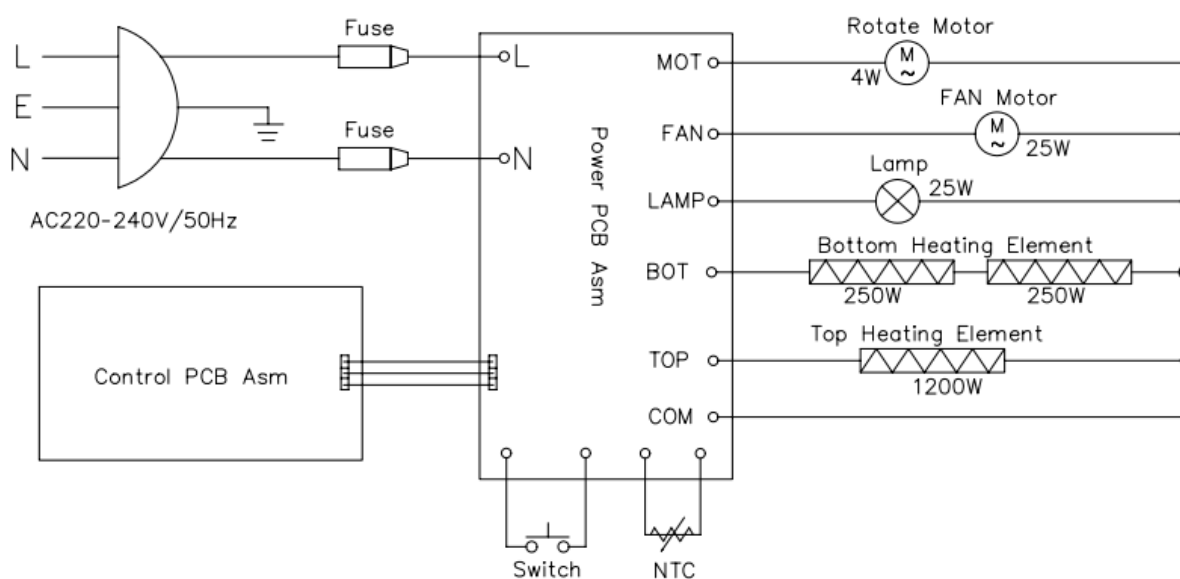 Fuse
L
E
N
Fuse
AC220-240V/50Hz
L
N
Power PCB Asm
MOT
FAN
LAMP
BOT
TOP
COM
Rotate Motor
M
~
4W
FAN Motor
M
~
25W
Lamp
25W
Bottom Heating Element
250W 250W
Top Heating Element
1200W
Control PCB Asm
Switch
NTC